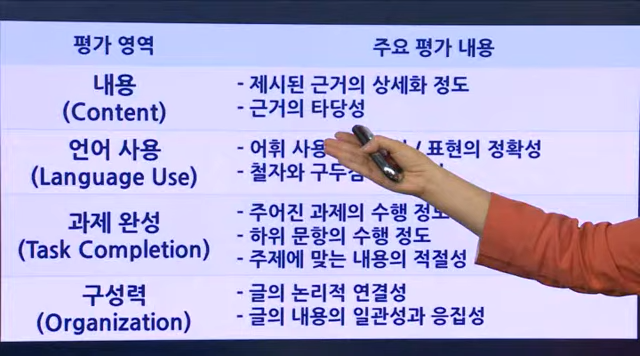 평가 영역
주요 평가 내용
내용
(Content)
- 제시된 근거의 상세화 정도
- 근거의 타당성
언어 사용
(Language Use)
- 어휘 사용 / 표현의 정확성
- 철자와 구두점
과제 완성
(Task Completion)
- 주어진 과제의 수행 정도
- 하위 문항의 수행 정도
- 주제에 맞는 내용의 적절성
구성력
(Organization)
- 글의 논리적 연결성
- 글의 내용의 일관성과 응집성